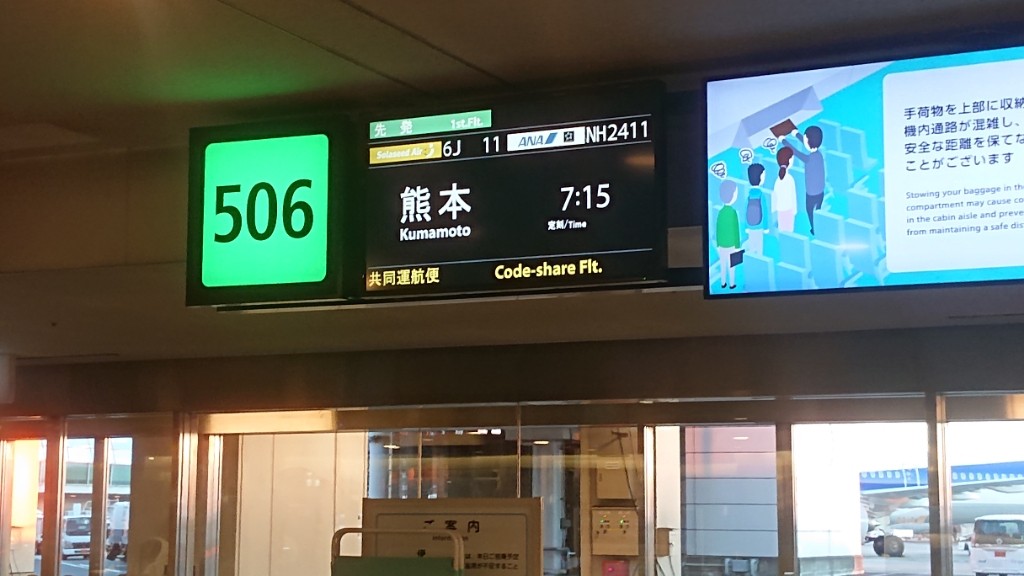 506
先発 1st.Flt.
Solaseed Air 6J 11 ANA NH2411
熊本 7:15
Kumamoto 定刻/Time
共同運航便 Code-share Flt.
手荷物を上部に収納
機内通路が混雑し、
安全な距離を保てな
ことがございます
Stowing your baggage in the
compartment may cause co
in the cabin aisle and preve
from maintaining a safe dis
ご案内